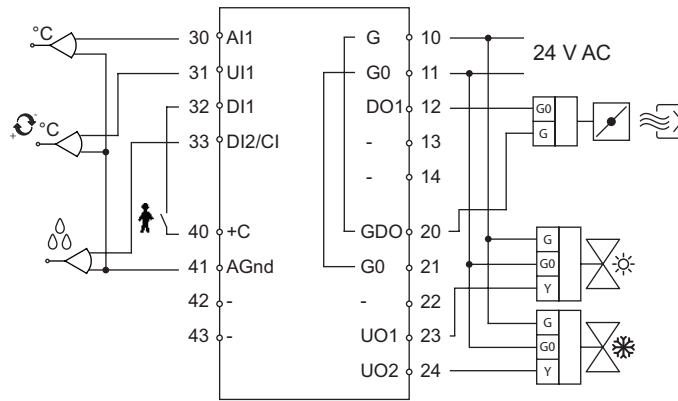 °C 30 AI1 G 10
31 UI1 G0 11 24 V AC
32 DI1 DO1 12 G0
+ - °C 33 DI2/CI - 13 G
- 14
40 +C GDO 20 G
41 AGnd G0 21 G0
42 - - 22 Y
43 - UO1 23 G
UO2 24 G0
Y